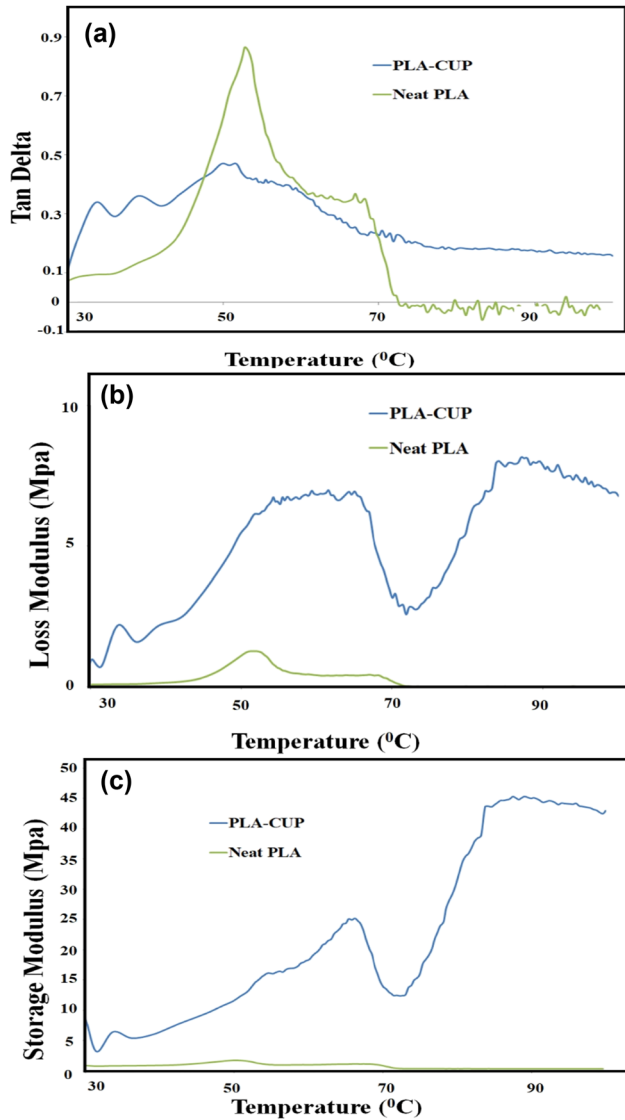 (a)
0.9
0.7
0.5
0.3
0.1
0
-0.1
Tan Delta
PLA-CUP
Neat PLA
30 50 70 90
Temperature (⁰C)
(b)
10
5
0
Loss Modulus (Mpa)
PLA-CUP
Neat PLA
30 50 70 90
Temperature (⁰C)
(c)
50
45
40
35
30
25
20
15
10
5
0
Storage Modulus (Mpa)
PLA-CUP
Neat PLA
30 50 70 90
Temperature (⁰C)